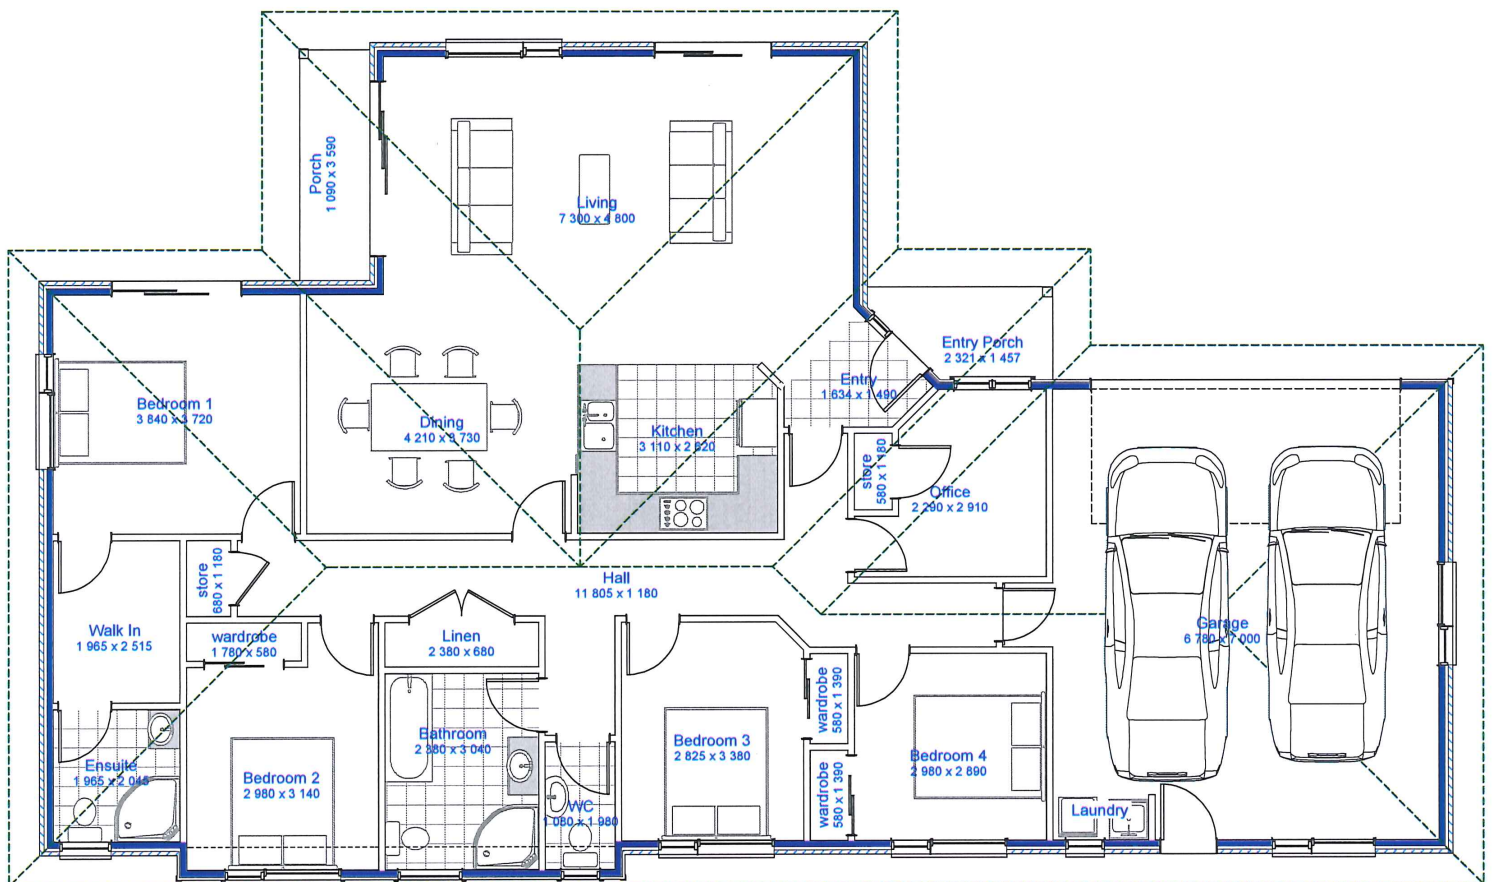 Porch
1 090 x 3 590
Living
7 300 x 4 800
Entry Porch
2 321 x 1 457
Entry
1 634 x 1 490
Bedroom 1
3 840 x 3 720
Dining
4 210 x 3 730
Kitchen
3 110 x 2 620
store
580 x 1 180
Office
2 290 x 2 910
store
680 x 1 180
Hall
11 805 x 1 180
Walk In
1 965 x 2 515
wardrobe
1 780 x 580
Linen
2 380 x 680
Garage
6 780 x 7 000
wardrobe
580 x 1 390
Bathroom
2 380 x 3 040
Bedroom 3
2 825 x 3 380
Bedroom 4
2 980 x 2 890
Ensuite
1 965 x 2 045
Bedroom 2
2 980 x 3 140
WC
1 080 x 1 980
wardrobe
580 x 1 390
Laundry